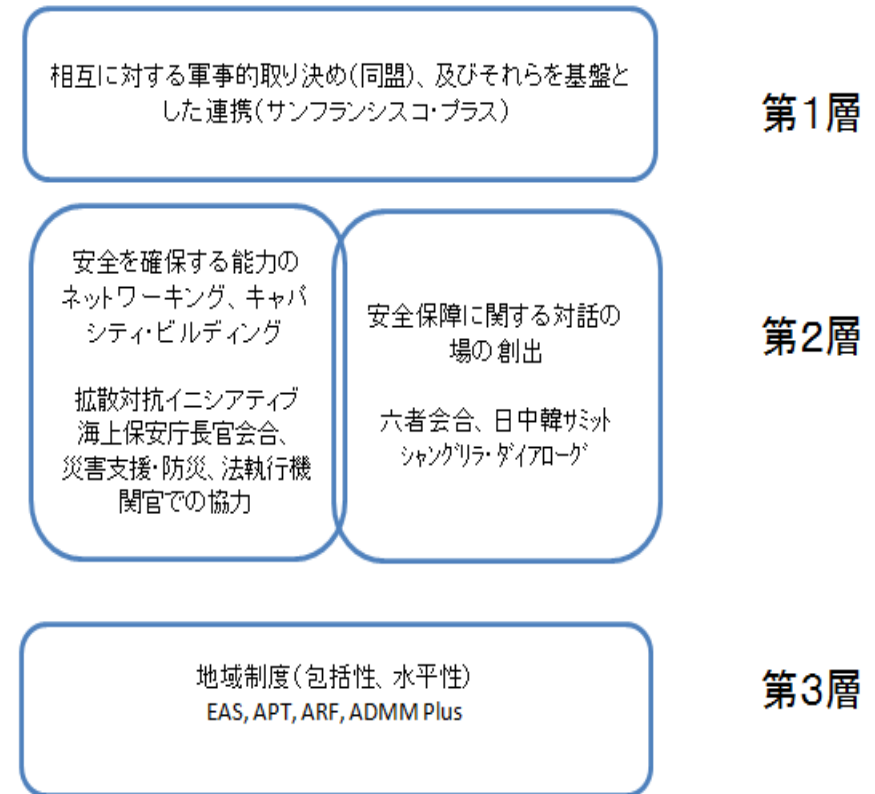 相互に対する軍事的取り決め(同盟)、及びそれらを基盤と
した連携(サンフランシスコ・プラス)
第1層
安全を確保する能力の
ネットワーキング、キャパ
シティ・ビルディング
拡散対抗イニシアティブ
海上保安庁長官会合、
災害支援・防災、法執行機
関官での協力
安全保障に関する対話の
場の創出
六者会合、日中韓ｻﾐｯﾄ
ｼｬﾝｸﾞﾘﾗ・ﾀﾞｲｱﾛｰｸﾞ
第2層
地域制度(包括性、水平性)
EAS, APT, ARF, ADMM Plus
第3層